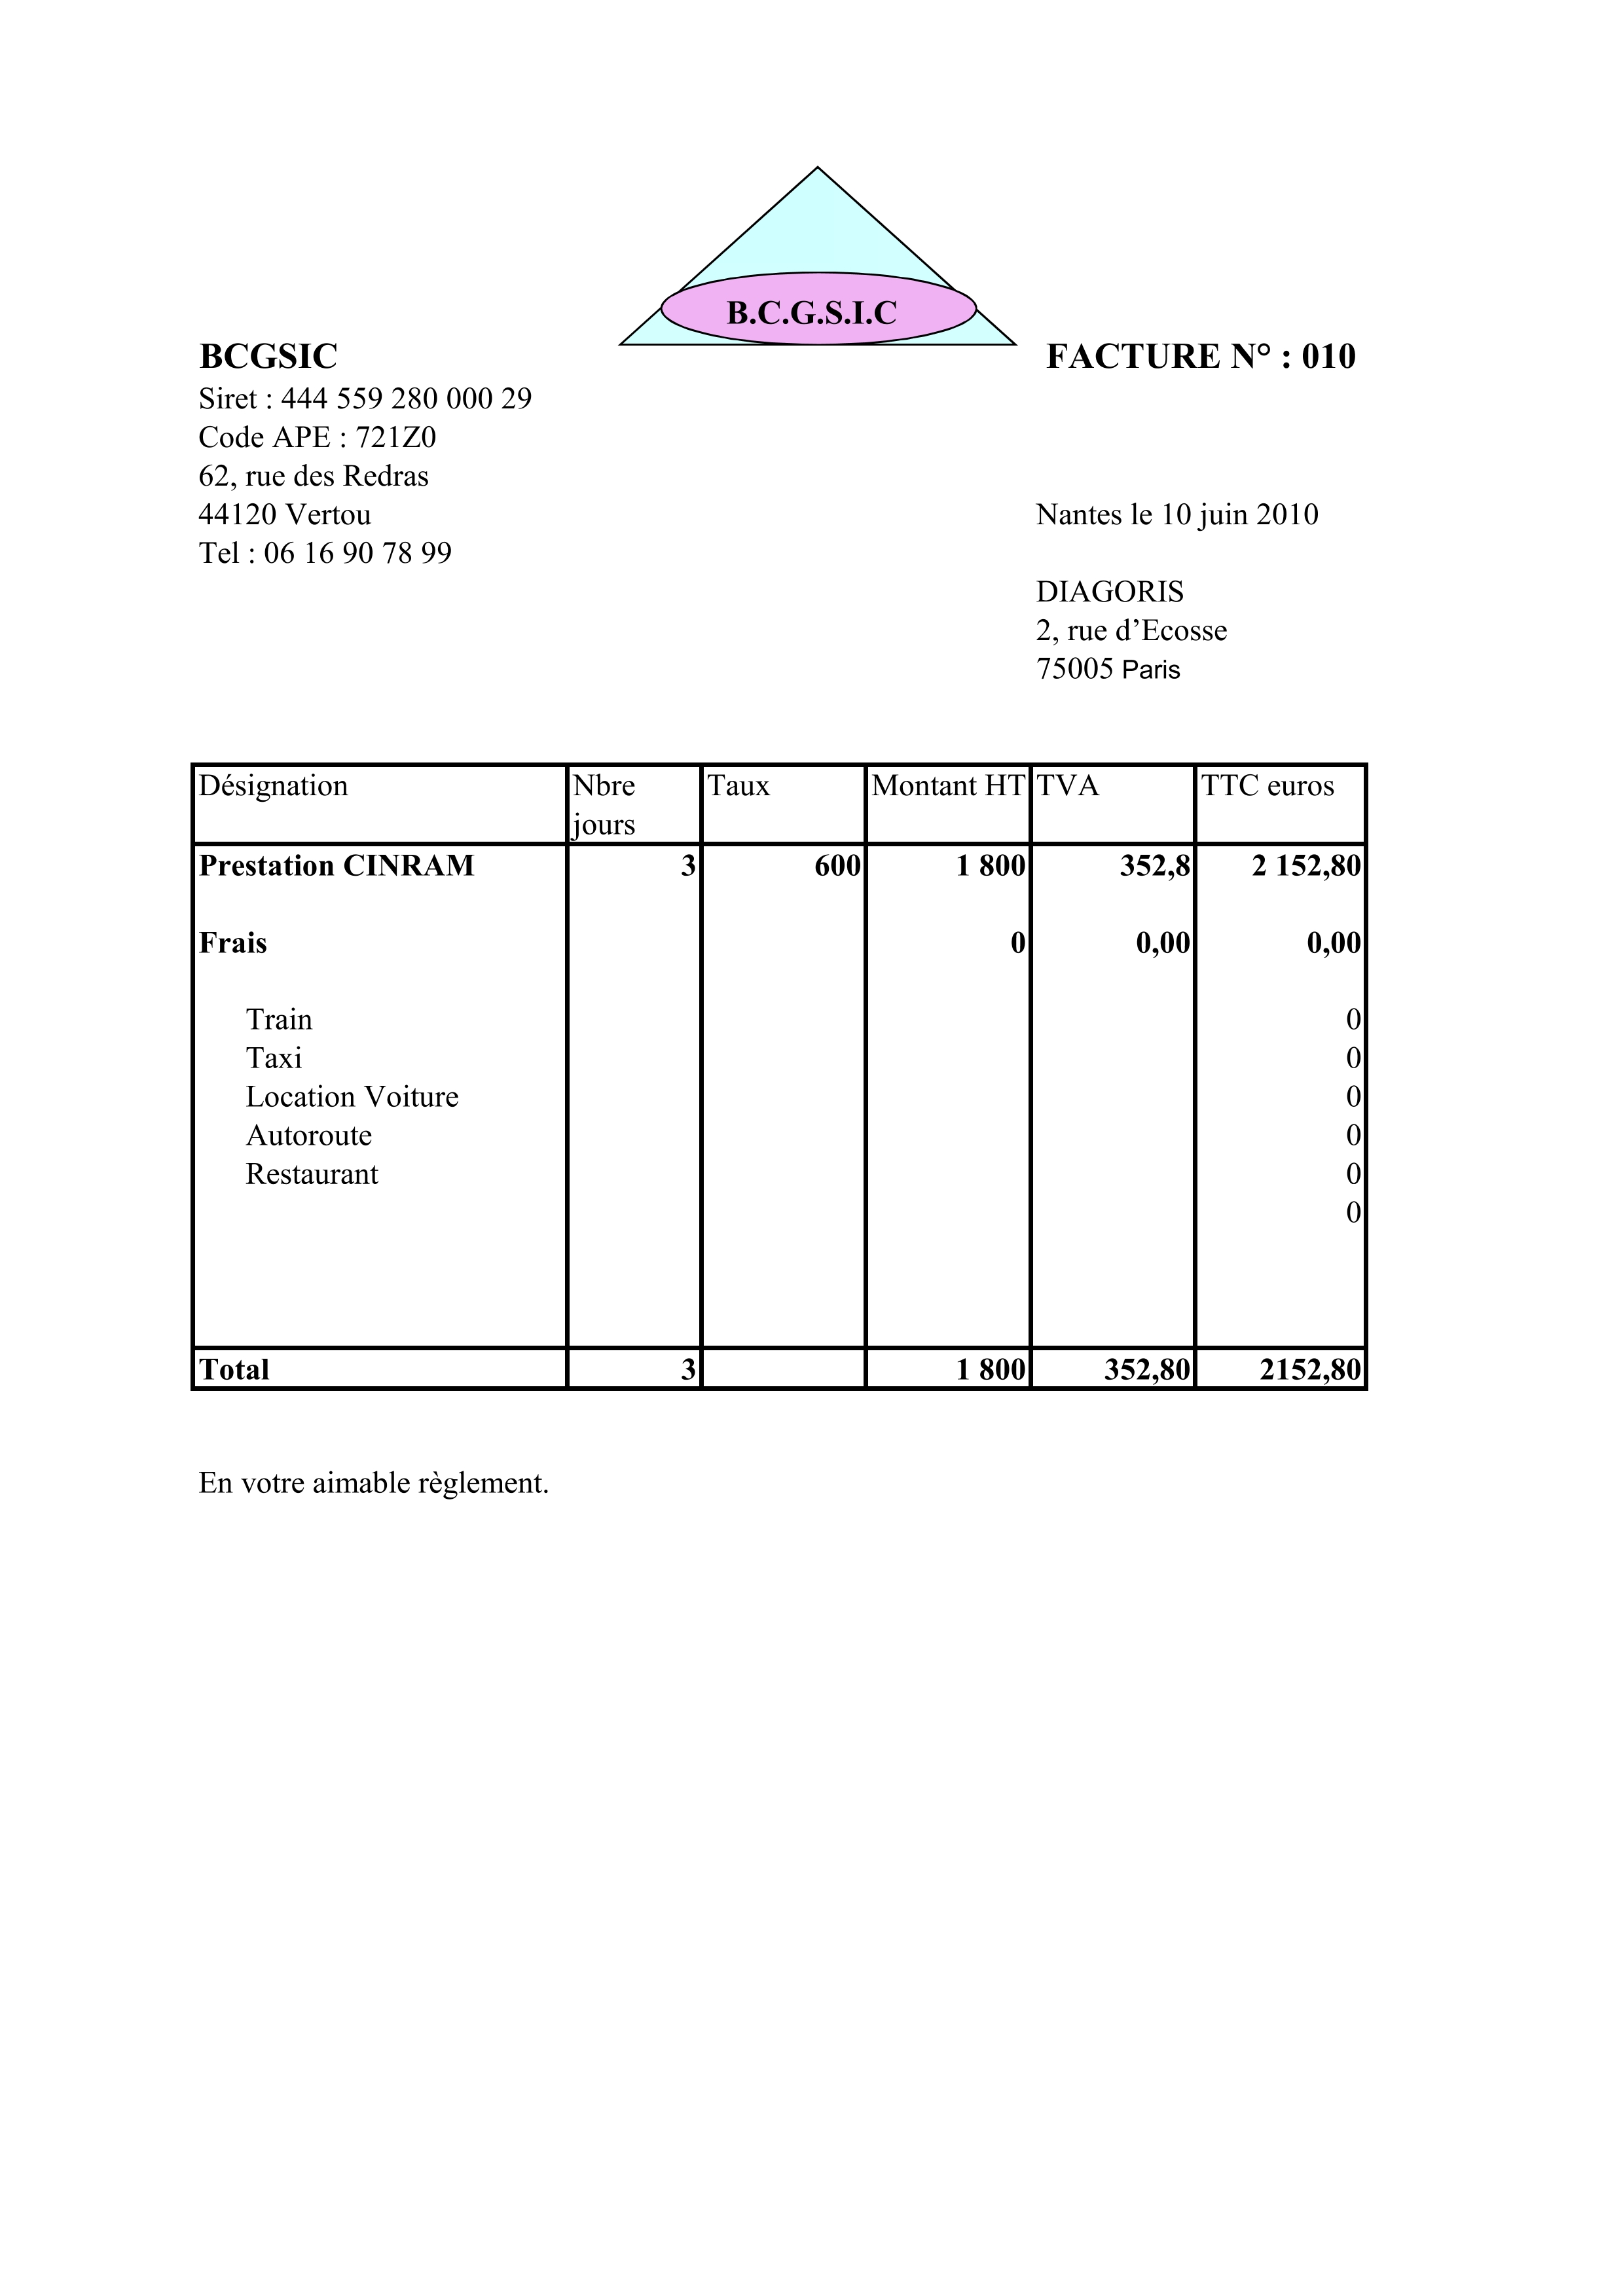 B.C.G.S.I.C
BCGSIC
FACTURE N° : 010
Siret : 444 559 280 000 29
Code APE : 721Z0
62, rue des Redras
44120 Vertou
Nantes le 10 juin 2010
Tel : 06 16 90 78 99
DIAGORIS
2, rue d’Ecosse
75005 Paris
Désignation Nbre jours Taux Montant HT TVA TTC euros
Prestation CINRAM 3 600 1 800 352,8 2 152,80
Frais 0 0,00 0,00
Train 0
Taxi 0
Location Voiture 0
Autoroute 0
Restaurant 0
0
Total 3 1 800 352,80 2152,80
En votre aimable règlement.